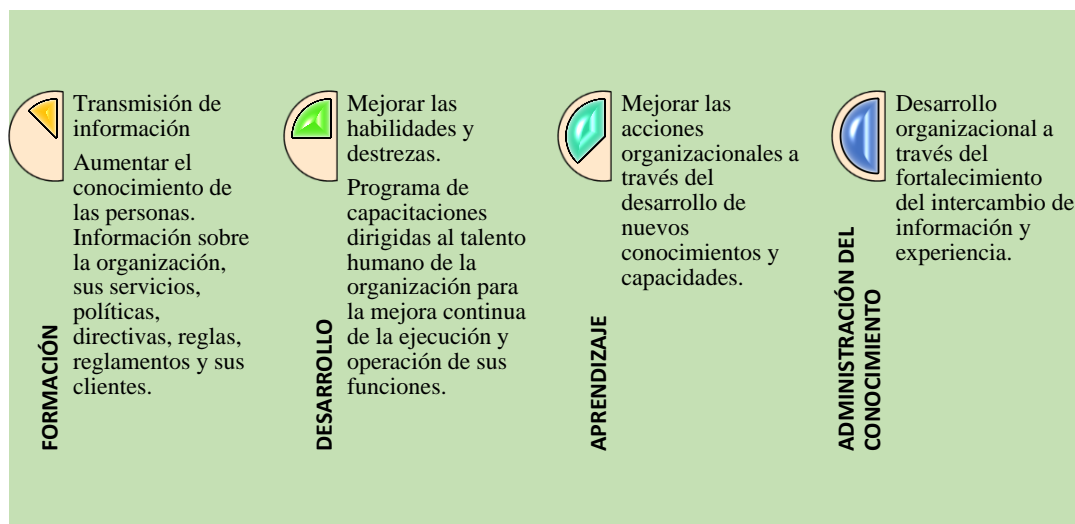 FORMACIÓN
Transmisión de
información
Aumentar el
conocimiento de
las personas.
Información sobre
la organización,
sus servicios,
políticas,
directivas, reglas,
reglamentos y sus
clientes.
DESARROLLO
Mejorar las
habilidades y
destrezas.
Programa de
capacitaciones
dirigidas al talento
humano de la
organización para
la mejora continua
de la ejecución y
operación de sus
funciones.
APRENDIZAJE
Mejorar las
acciones
organizacionales a
través del
desarrollo de
nuevos
conocimientos y
capacidades.
ADMINISTRACIÓN DEL
CONOCIMIENTO
Desarrollo
organizacional a
través del
fortalecimiento
del intercambio de
información y
experiencia.